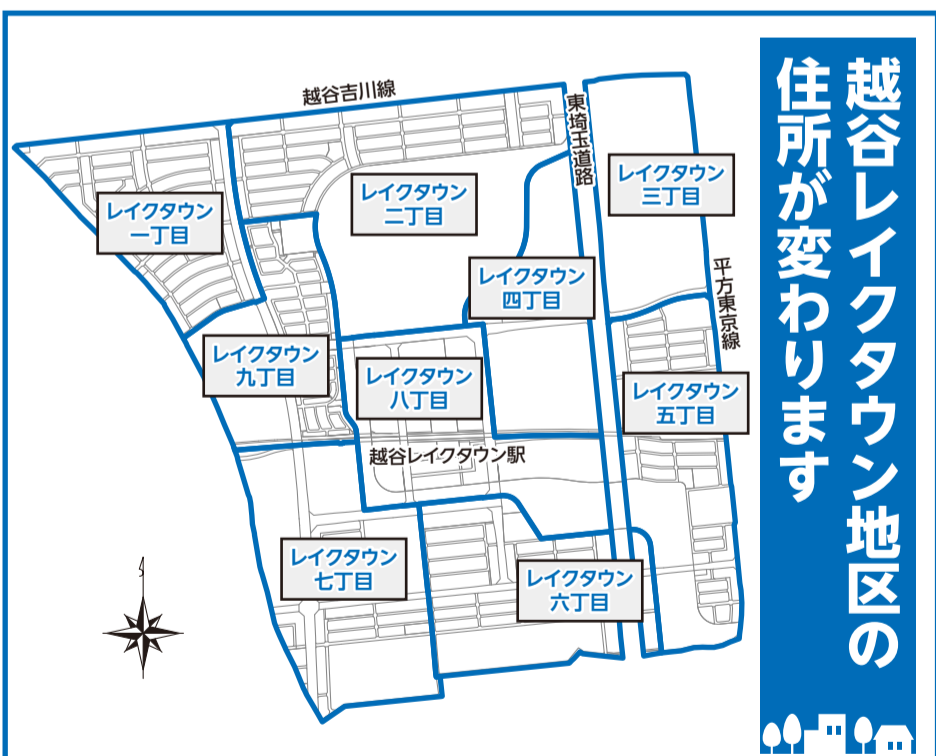 越谷レイクタウン地区の
住所が変わります
越谷吉川線
東埼玉道路
レイクタウン
三丁目
レイクタウン
二丁目
レイクタウン
一丁目
レイクタウン
四丁目
平方東京線
レイクタウン
九丁目
レイクタウン
八丁目
レイクタウン
五丁目
越谷レイクタウン駅
レイクタウン
七丁目
レイクタウン
六丁目